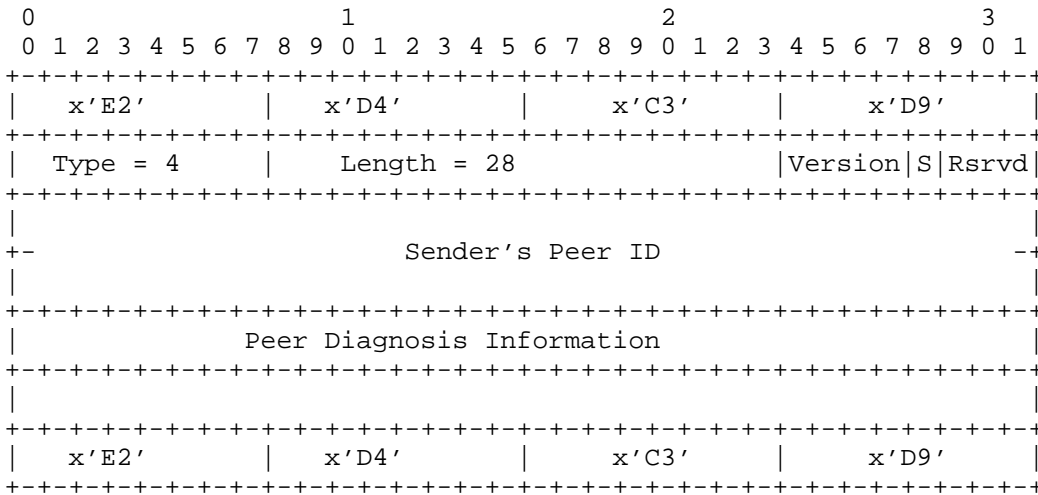 0                   1                   2                   3
 0 1 2 3 4 5 6 7 8 9 0 1 2 3 4 5 6 7 8 9 0 1 2 3 4 5 6 7 8 9 0 1
+-+-+-+-+-+-+-+-+-+-+-+-+-+-+-+-+-+-+-+-+-+-+-+-+-+-+-+-+-+-+-+-+
|   x'E2'       |   x'D4'       |     x'C3'     |     x'D9'     |
+-+-+-+-+-+-+-+-+-+-+-+-+-+-+-+-+-+-+-+-+-+-+-+-+-+-+-+-+-+-+-+-+
|  Type = 4     |    Length = 28                |Version|S|Rsrvd|
+-+-+-+-+-+-+-+-+-+-+-+-+-+-+-+-+-+-+-+-+-+-+-+-+-+-+-+-+-+-+-+-+
|                                                               |
+-                       Sender's Peer ID                      -+
|                                                               |
+-+-+-+-+-+-+-+-+-+-+-+-+-+-+-+-+-+-+-+-+-+-+-+-+-+-+-+-+-+-+-+-+
|              Peer Diagnosis Information                       |
+-+-+-+-+-+-+-+-+-+-+-+-+-+-+-+-+-+-+-+-+-+-+-+-+-+-+-+-+-+-+-+-+
|                                                               |
+-+-+-+-+-+-+-+-+-+-+-+-+-+-+-+-+-+-+-+-+-+-+-+-+-+-+-+-+-+-+-+-+
|   x'E2'       |   x'D4'       |     x'C3'     |     x'D9'     |
+-+-+-+-+-+-+-+-+-+-+-+-+-+-+-+-+-+-+-+-+-+-+-+-+-+-+-+-+-+-+-+-+